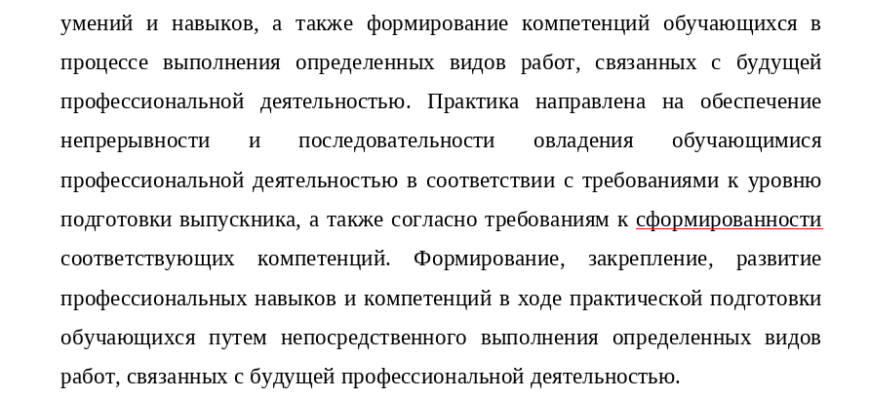 умений и навыков, а также формирование компетенций обучающихся в
процессе выполнения определенных видов работ, связанных с будущей
профессиональной деятельностью. Практика направлена на обеспечение
непрерывности и последовательности овладения обучающимися
профессиональной деятельностью в соответствии с требованиями к уровню
подготовки выпускника, а также согласно требованиям к сформированности
соответствующих компетенций. Формирование, закрепление, развитие
профессиональных навыков и компетенций в ходе практической подготовки
обучающихся путем непосредственного выполнения определенных видов
работ, связанных с будущей профессиональной деятельностью.